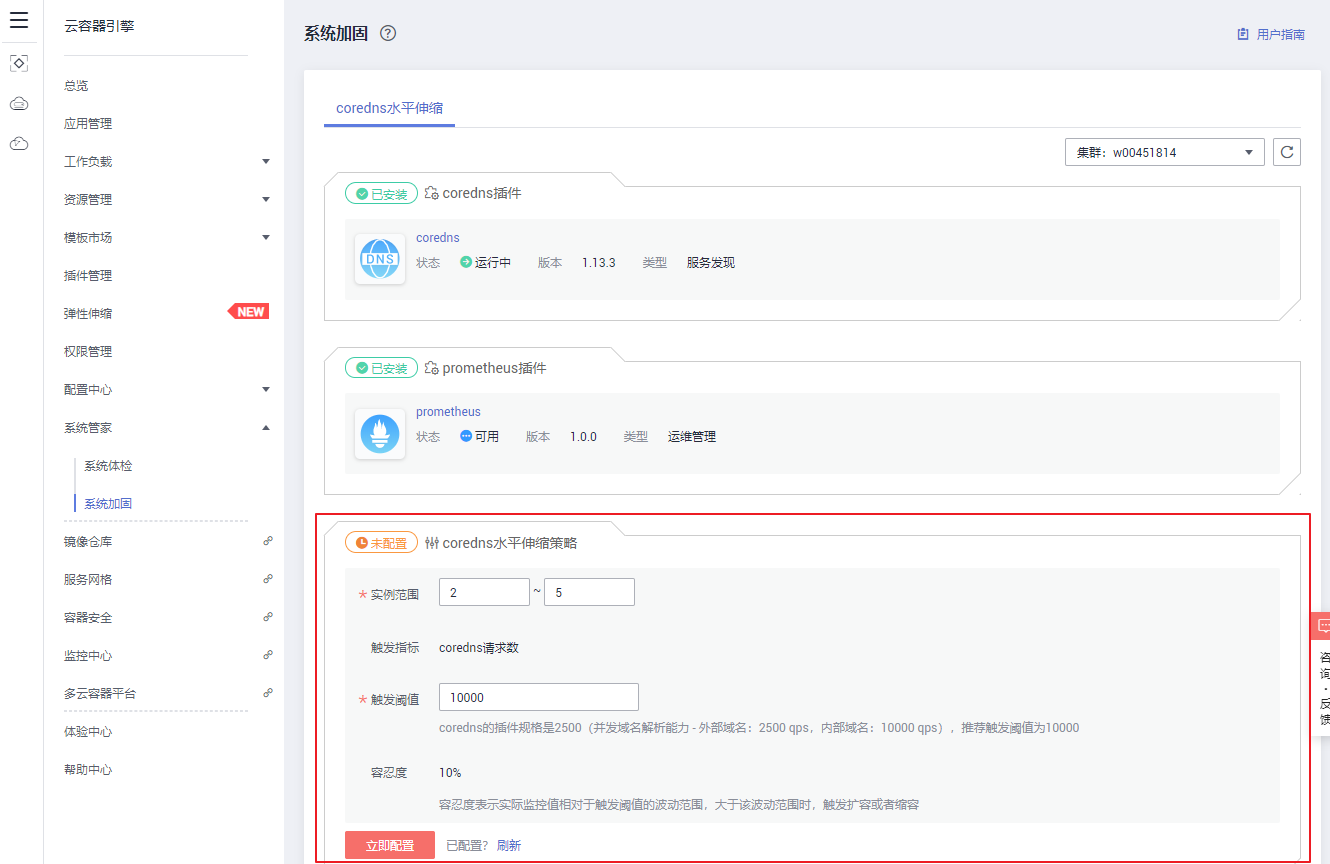 云容器引擎
总览
应用管理
工作负载
资源管理
模板市场
插件管理
弹性伸缩
NEW
权限管理
配置中心
系统管家
系统体检
系统加固
镜像仓库
服务网格
容器安全
监控中心
多云容器平台
体验中心
帮助中心
系统加固 ?
用户指南
coredns水平伸缩
集群：w00451814
已安装 coredns插件
DNS
coredns
状态 运行中 版本 1.13.3 类型 服务发现
已安装 prometheus插件
prometheus
状态 可用 版本 1.0.0 类型 运维管理
未配置 coredns水平伸缩策略
* 实例范围 2 ~ 5
触发指标 coredns请求数
* 触发阈值 10000
coredns的插件规格是2500（并发域名解析能力 - 外部域名：2500 qps，内部域名：10000 qps），推荐触发阈值为10000
容忍度 10%
容忍度表示实际监控值相对于触发阈值的波动范围，大于该波动范围时，触发扩容或者缩容
立即配置 已配置？ 刷新
咨
询
·
反
馈